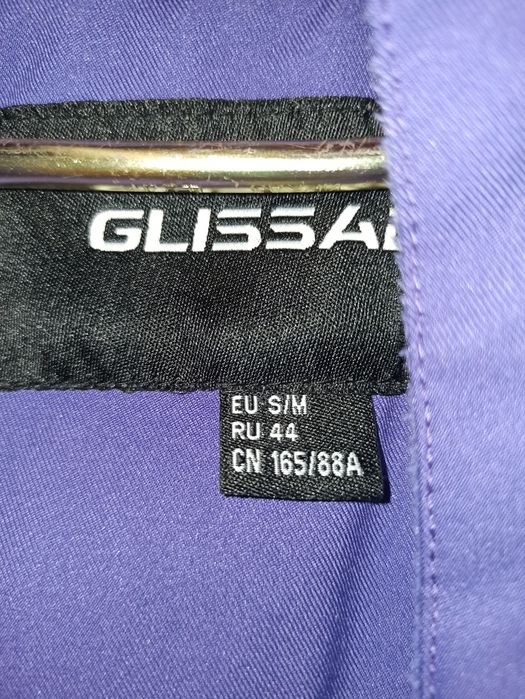 GLISSA
EU S/M
RU 44
CN 165/88A